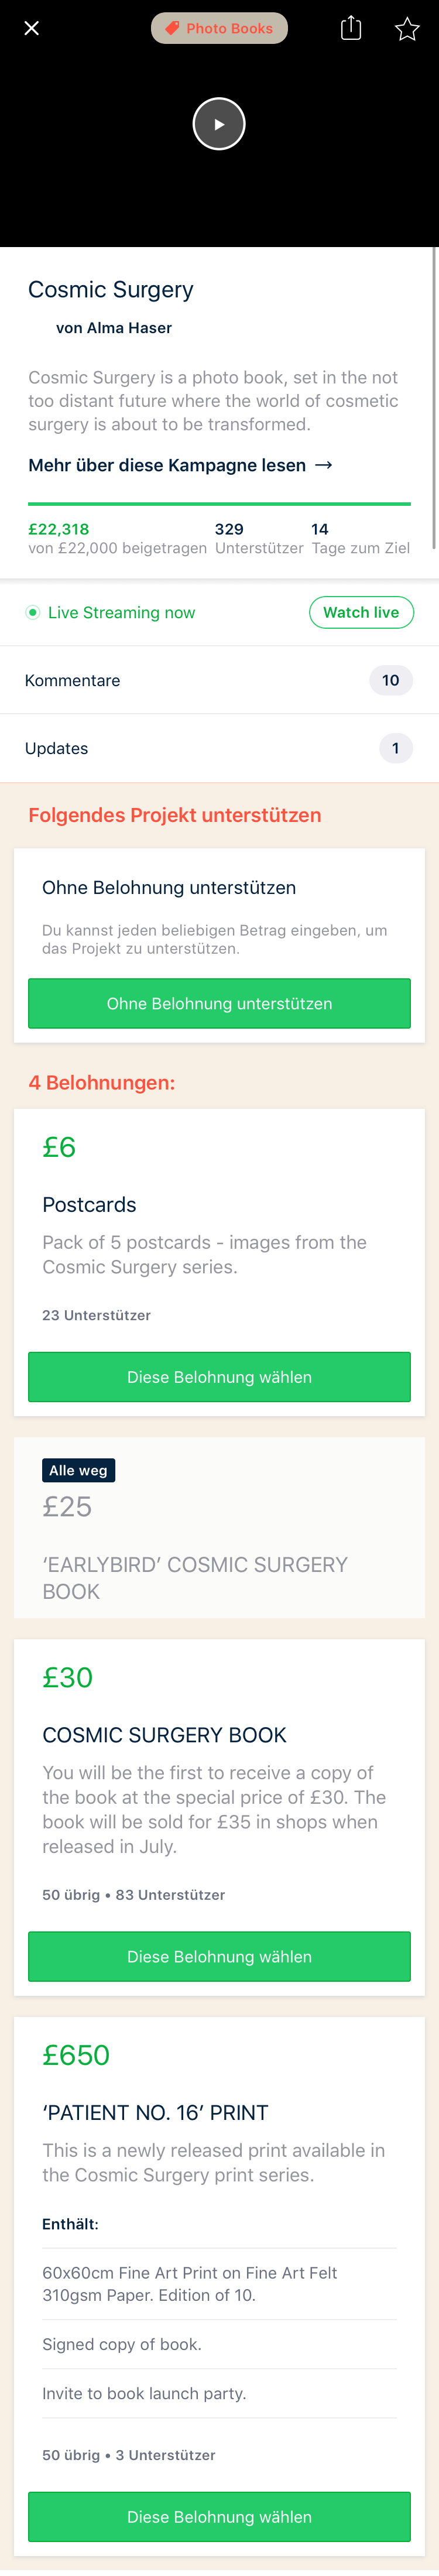 Photo Books
Cosmic Surgery
von Alma Haser
Cosmic Surgery is a photo book, set in the not
too distant future where the world of cosmetic
surgery is about to be transformed.
Mehr über diese Kampagne lesen →
£22,318 329 14
von £22,000 beigetragen Unterstützer Tage zum Ziel
Live Streaming now Watch live
Kommentare 10
Updates 1
Folgendes Projekt unterstützen
Ohne Belohnung unterstützen
Du kannst jeden beliebigen Betrag eingeben, um
das Projekt zu unterstützen.
Ohne Belohnung unterstützen
4 Belohnungen:
£6
Postcards
Pack of 5 postcards - images from the
Cosmic Surgery series.
23 Unterstützer
Diese Belohnung wählen
Alle weg
£25
‘EARLYBIRD’ COSMIC SURGERY
BOOK
£30
COSMIC SURGERY BOOK
You will be the first to receive a copy of
the book at the special price of £30. The
book will be sold for £35 in shops when
released in July.
50 übrig • 83 Unterstützer
Diese Belohnung wählen
£650
‘PATIENT NO. 16’ PRINT
This is a newly released print available in
the Cosmic Surgery print series.
Enthält:
60x60cm Fine Art Print on Fine Art Felt
310gsm Paper. Edition of 10.
Signed copy of book.
Invite to book launch party.
50 übrig • 3 Unterstützer
Diese Belohnung wählen